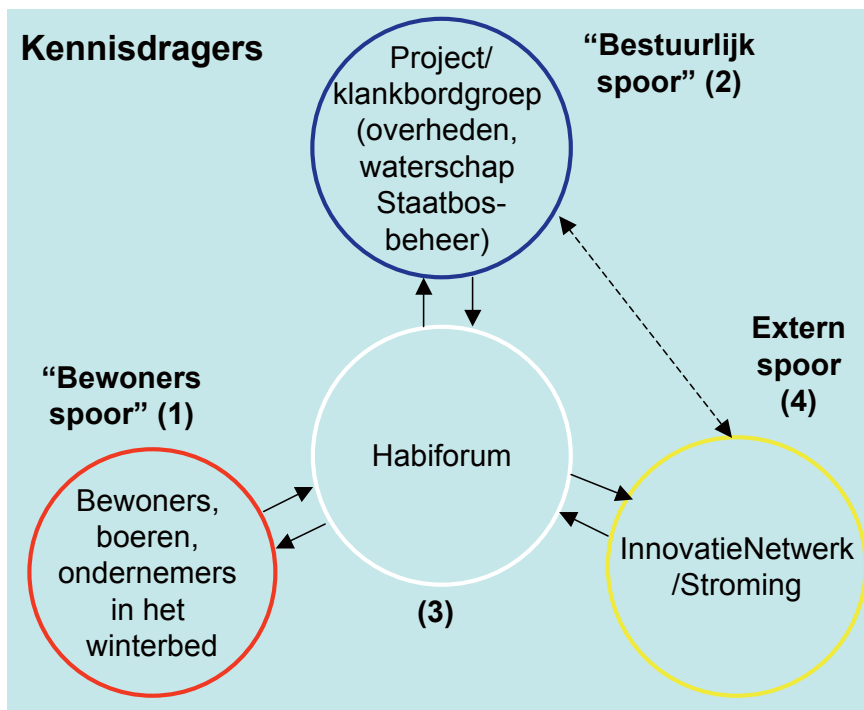 Kennisdragers
Project/
klankbordgroep
(overheden,
waterschap
Staatbos-
beheer)
“Bestuurlijk
spoor” (2)
“Bewoners
spoor” (1)
Extern
spoor
(4)
Habiforum
Bewoners,
boeren,
ondernemers
in het
winterbed
InnovatieNetwerk
/Stroming
(3)